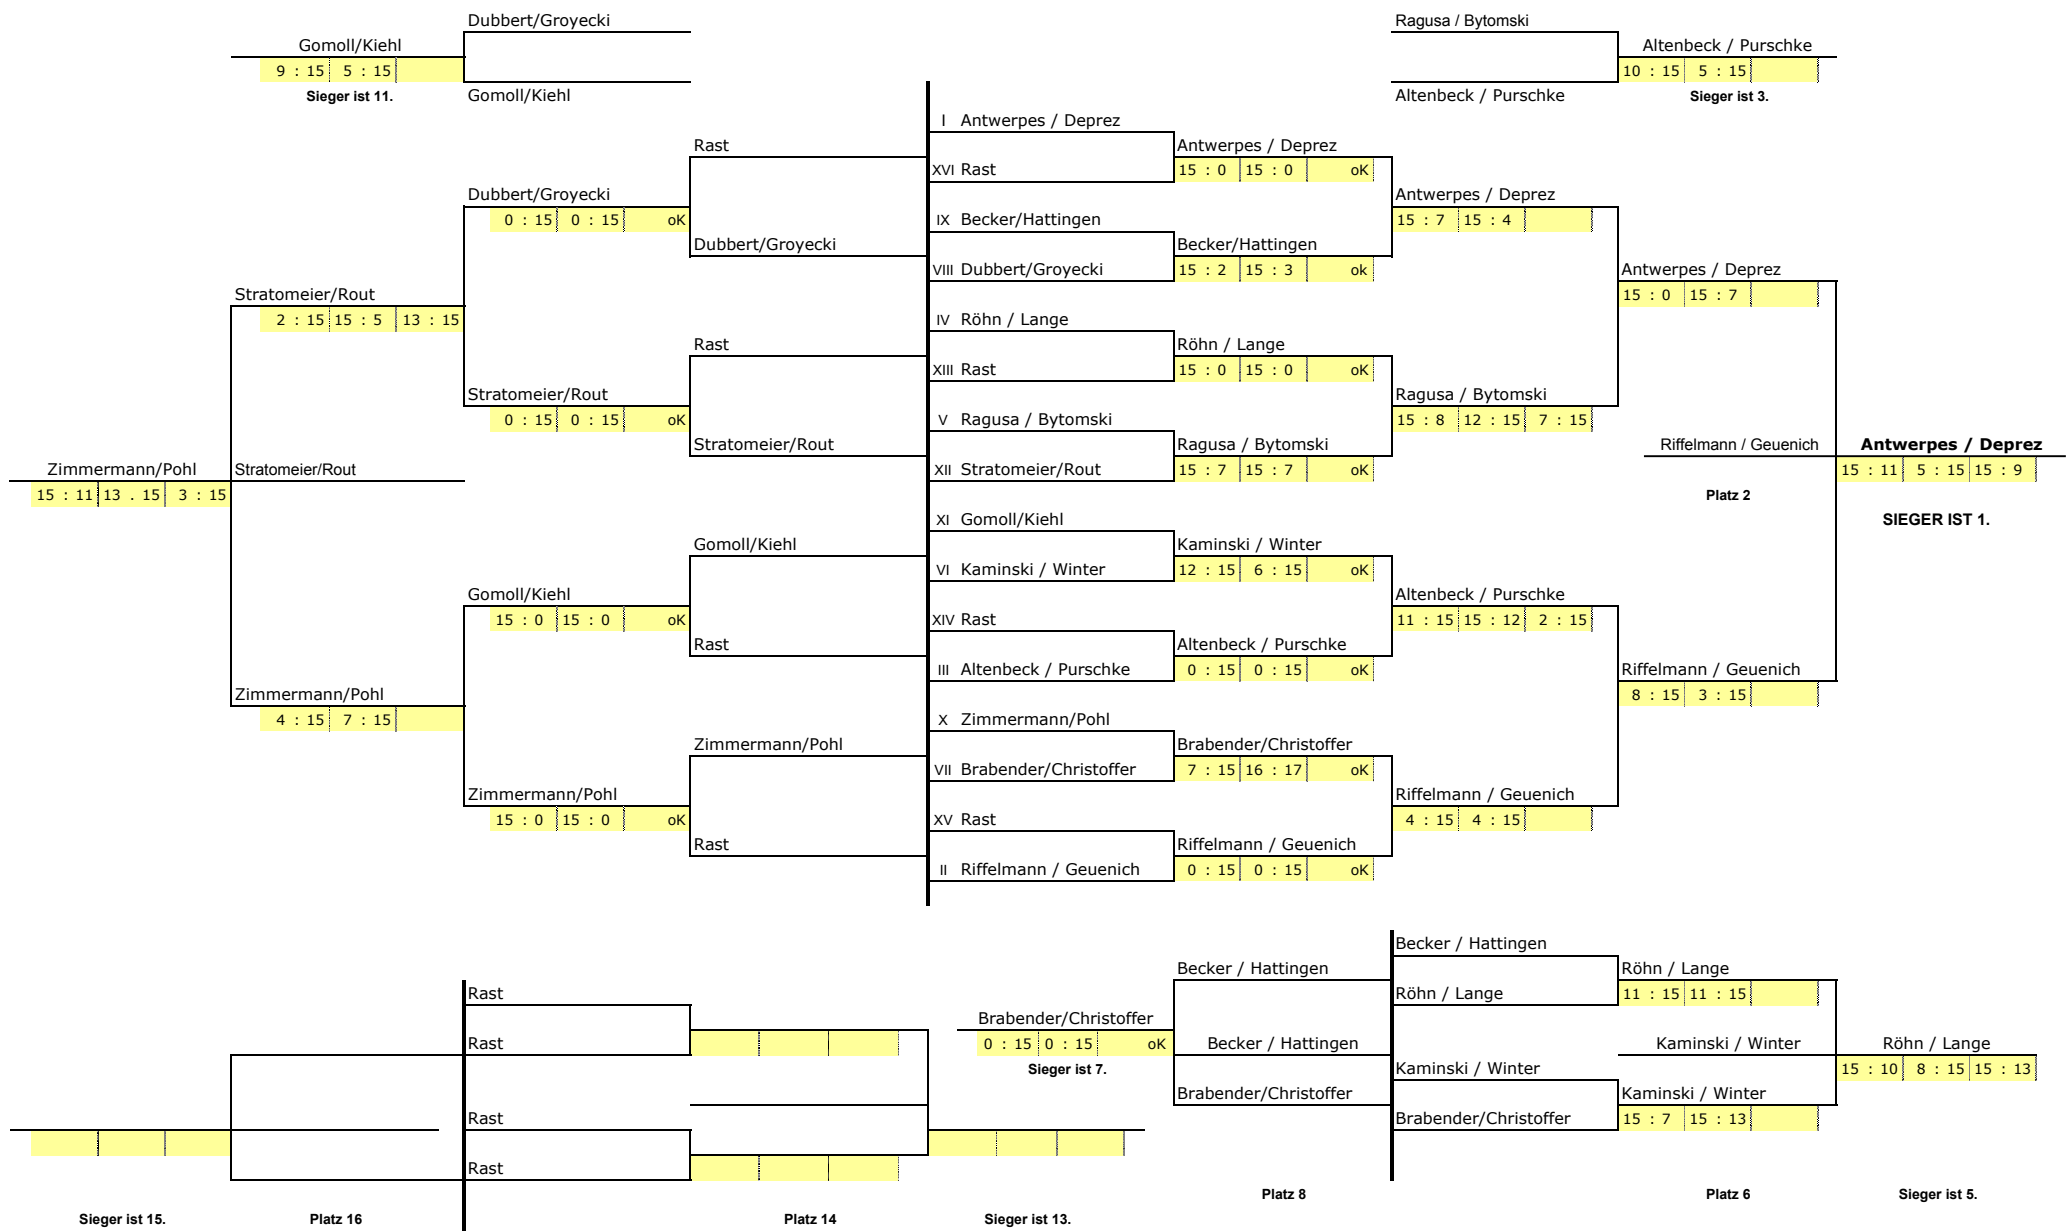 Dubbert/Groyecki Ragusa / Bytomski
Gomoll/Kiehl Altenbeck / Purschke
9 : 15 5 : 15 10 : 15 5 : 15
Sieger ist 11. Gomoll/Kiehl Altenbeck / Purschke Sieger ist 3.
I Antwerpes / Deprez
Rast Antwerpes / Deprez
XVI Rast 15 : 0 15 : 0 oK
Dubbert/Groyecki Antwerpes / Deprez
0 : 15 0 : 15 oK IX Becker/Hattingen 15 : 7 15 : 4
Dubbert/Groyecki Becker/Hattingen
VIII Dubbert/Groyecki 15 : 2 15 : 3 ok Antwerpes / Deprez
Stratomeier/Rout 15 : 0 15 : 7
2 : 15 15 : 5 13 : 15 IV Röhn / Lange
Rast Röhn / Lange
XIII Rast 15 : 0 15 : 0 oK
Stratomeier/Rout Ragusa / Bytomski
0 : 15 0 : 15 oK V Ragusa / Bytomski 15 : 8 12 : 15 7 : 15
Stratomeier/Rout Ragusa / Bytomski Riffelmann / Geuenich Antwerpes / Deprez
Zimmermann/Pohl Stratomeier/Rout XII Stratomeier/Rout 15 : 7 15 : 7 oK 15 : 11 5 : 15 15 : 9
15 : 11 13 . 15 3 : 15 Platz 2
XI Gomoll/Kiehl SIEGER IST 1.
Gomoll/Kiehl Kaminski / Winter
VI Kaminski / Winter 12 : 15 6 : 15 oK
Gomoll/Kiehl Altenbeck / Purschke
15 : 0 15 : 0 oK XIV Rast 11 : 15 15 : 12 2 : 15
Rast Altenbeck / Purschke
III Altenbeck / Purschke 0 : 15 0 : 15 oK Riffelmann / Geuenich
Zimmermann/Pohl 8 : 15 3 : 15
4 : 15 7 : 15 X Zimmermann/Pohl
Zimmermann/Pohl Brabender/Christoffer
VII Brabender/Christoffer 7 : 15 16 : 17 oK
Zimmermann/Pohl Riffelmann / Geuenich
15 : 0 15 : 0 oK XV Rast 4 : 15 4 : 15
Rast Riffelmann / Geuenich
II Riffelmann / Geuenich 0 : 15 0 : 15 oK
Becker / Hattingen
Becker / Hattingen Röhn / Lange
Rast Röhn / Lange 11 : 15 11 : 15
Brabender/Christoffer
Rast 0 : 15 0 : 15 oK Becker / Hattingen Kaminski / Winter Röhn / Lange
Sieger ist 7. Kaminski / Winter 15 : 10 8 : 15 15 : 13
Brabender/Christoffer Kaminski / Winter
Rast Brabender/Christoffer 15 : 7 15 : 13
Rast
Platz 8 Platz 6 Sieger ist 5.
Sieger ist 15. Platz 16 Platz 14 Sieger ist 13.